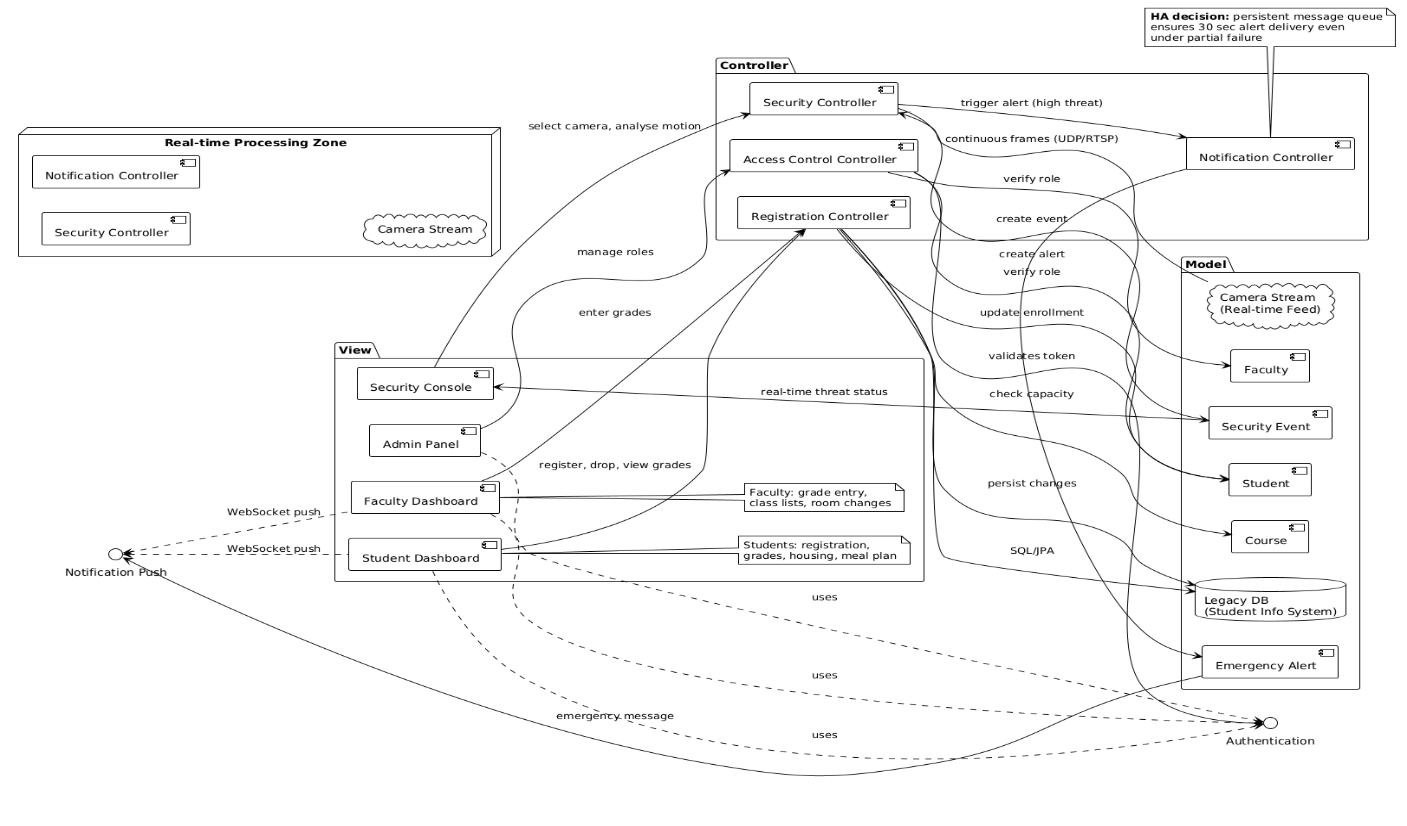 HA decision: persistent message queue
ensures 30 sec alert delivery even
under partial failure
Controller
Security Controller
trigger alert (high threat)
select camera, analyse motion
continuous frames (UDP/RTSP)
Real-time Processing Zone
Notification Controller
Access Control Controller
Notification Controller
verify role
Registration Controller
create event
Security Controller
Camera Stream
manage roles
create alert
Model
verify role
Camera Stream
(Real-time Feed)
enter grades
update enrollment
View
validates token
Faculty
Security Console
real-time threat status
check capacity
Security Event
Admin Panel
register, drop, view grades
persist changes
Student
Faculty Dashboard
Faculty: grade entry,
class lists, room changes
WebSocket push
Course
WebSocket push
Student Dashboard
Students: registration,
grades, housing, meal plan
SQL/JPA
Notification Push
uses
Legacy DB
(Student Info System)
uses
Emergency Alert
emergency message
uses
Authentication